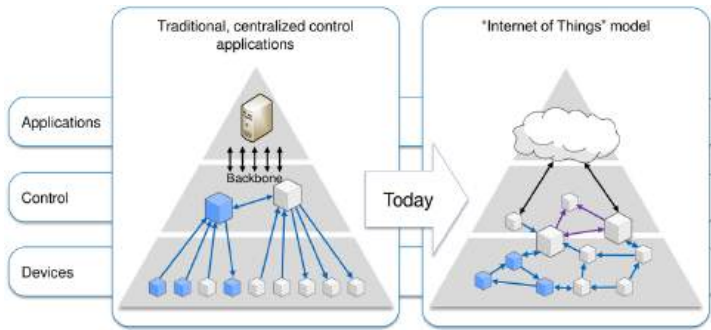 Traditional, centralized control
applications
"Internet of Things" model
Applications
Backbone
Control
Today
Devices